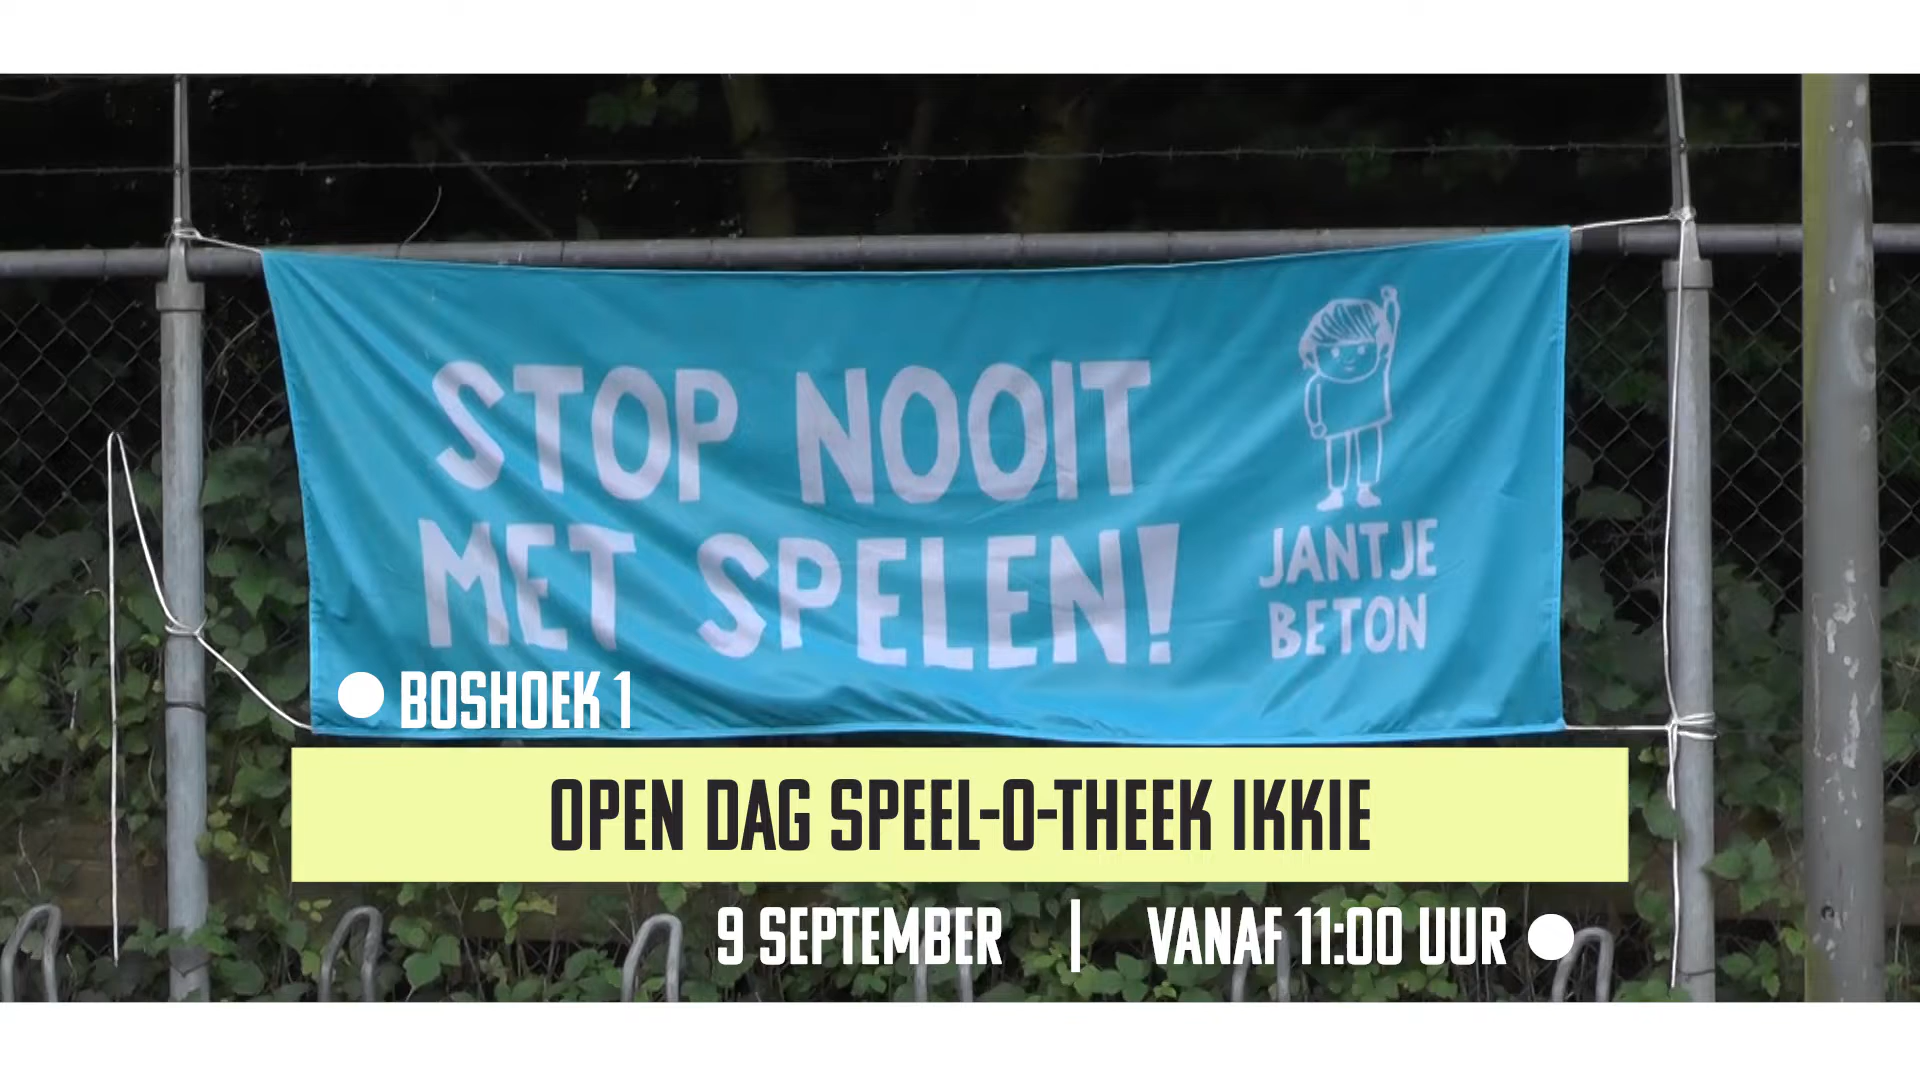 STOP NOOIT
MET SPELEN!
JANTJE
BETON
BOSHOEK 1
OPEN DAG SPEEL-O-THEEK IKKIE
9 SEPTEMBER | VANAF 11:00 UUR